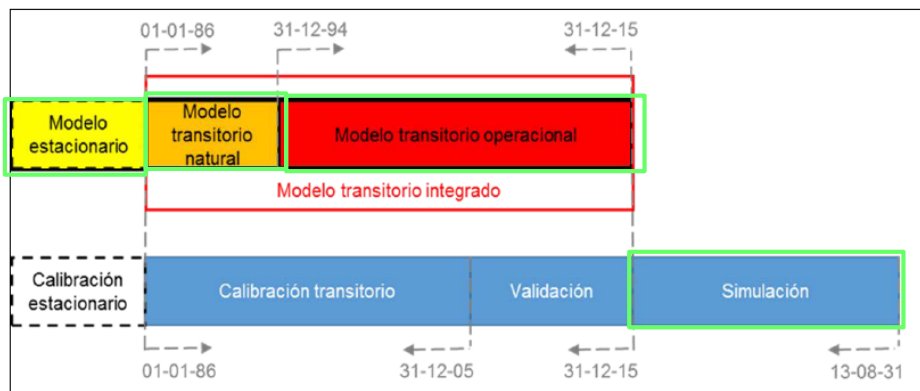 01-01-86 31-12-94 31-12-15
Modelo
estacionario
Modelo
transitorio
natural
Modelo transitorio operacional
Modelo transitorio integrado
Calibración
estacionario
Calibración transitorio
Validación
Simulación
01-01-86 31-12-05 31-12-15 13-08-31